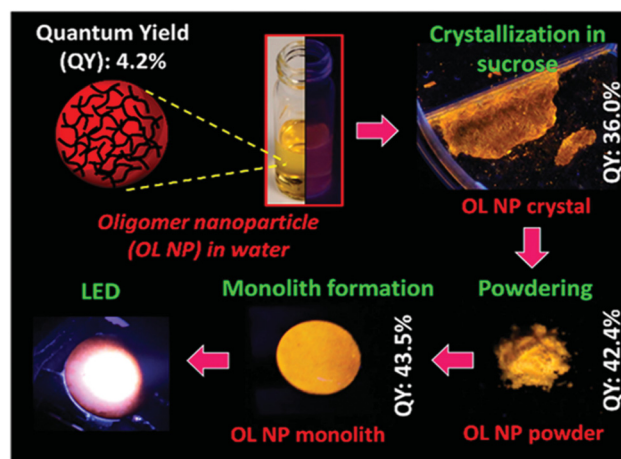 Quantum Yield
(QY): 4.2%
Oligomer nanoparticle
(OL NP) in water
Crystallization in
sucrose
QY: 36.0%
OL NP crystal
Powdering
QY: 42.4%
OL NP powder
Monolith formation
QY: 43.5%
OL NP monolith
LED